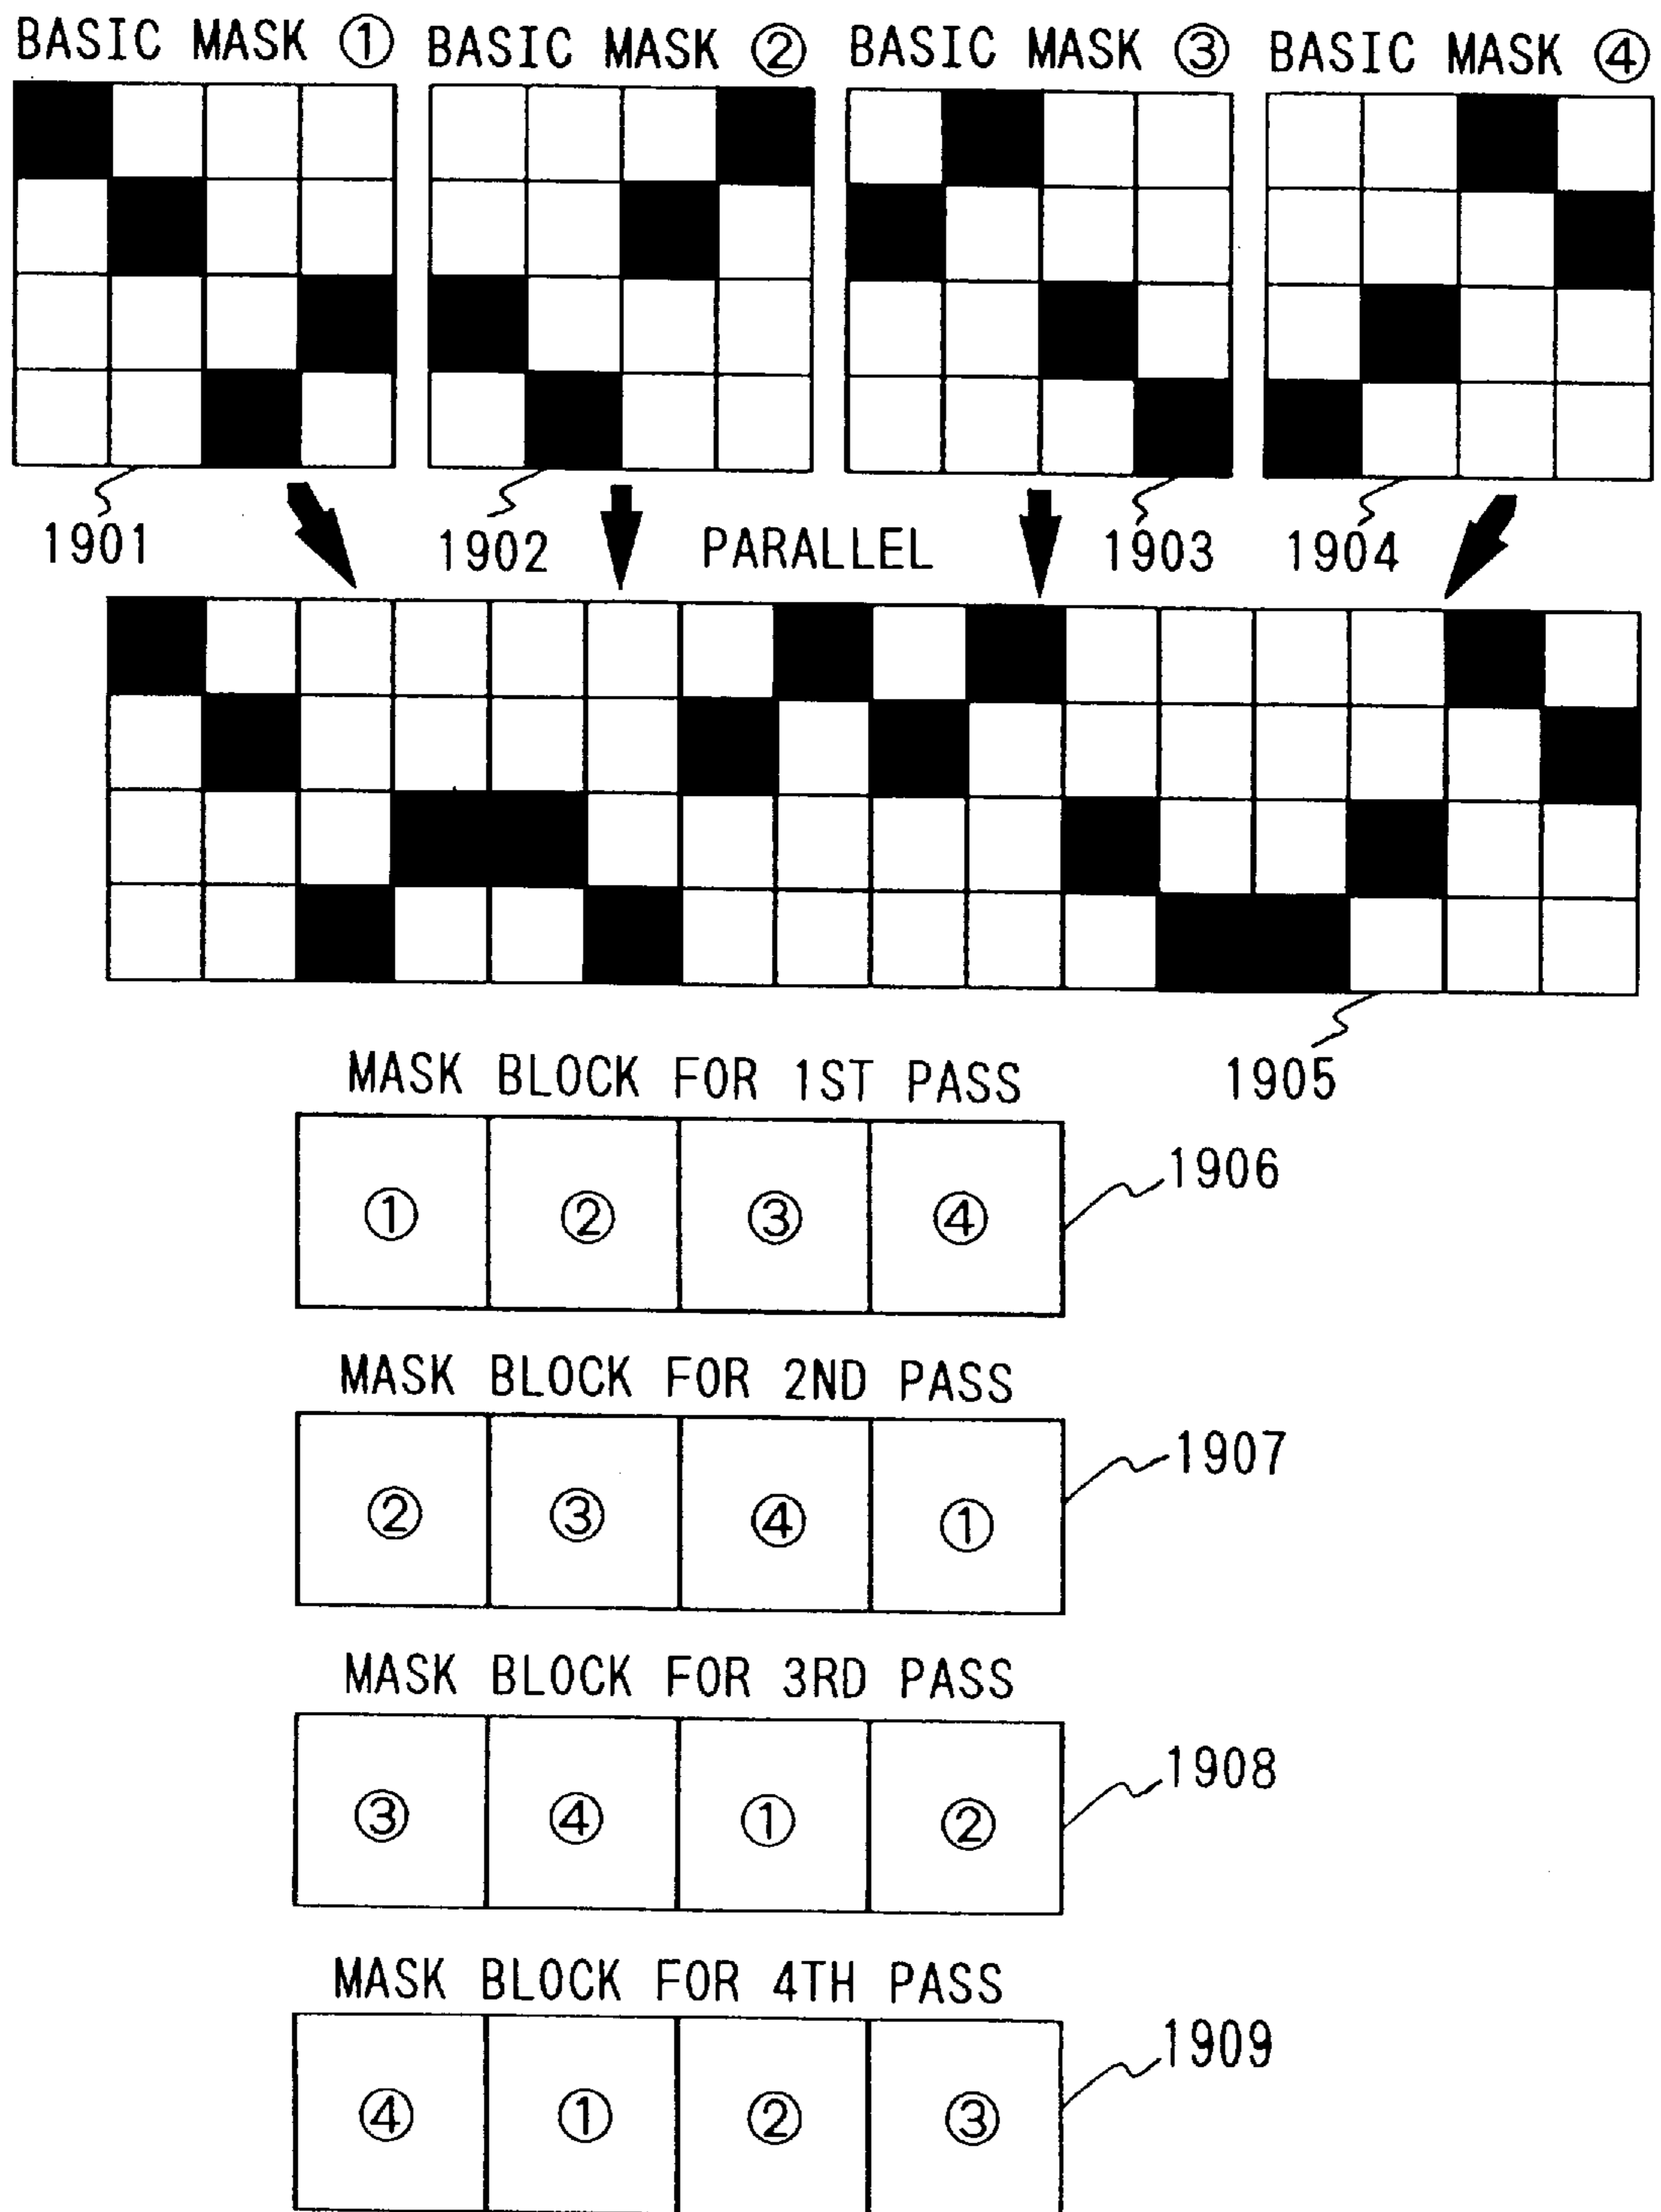 BASIC MASK ① BASIC MASK ② BASIC MASK ③ BASIC MASK ④
1901 1902 PARALLEL 1903 1904
1905
MASK BLOCK FOR 1ST PASS
① ② ③ ④ 1906
MASK BLOCK FOR 2ND PASS
② ③ ④ ① 1907
MASK BLOCK FOR 3RD PASS
③ ④ ① ② 1908
MASK BLOCK FOR 4TH PASS
④ ① ② ③ 1909